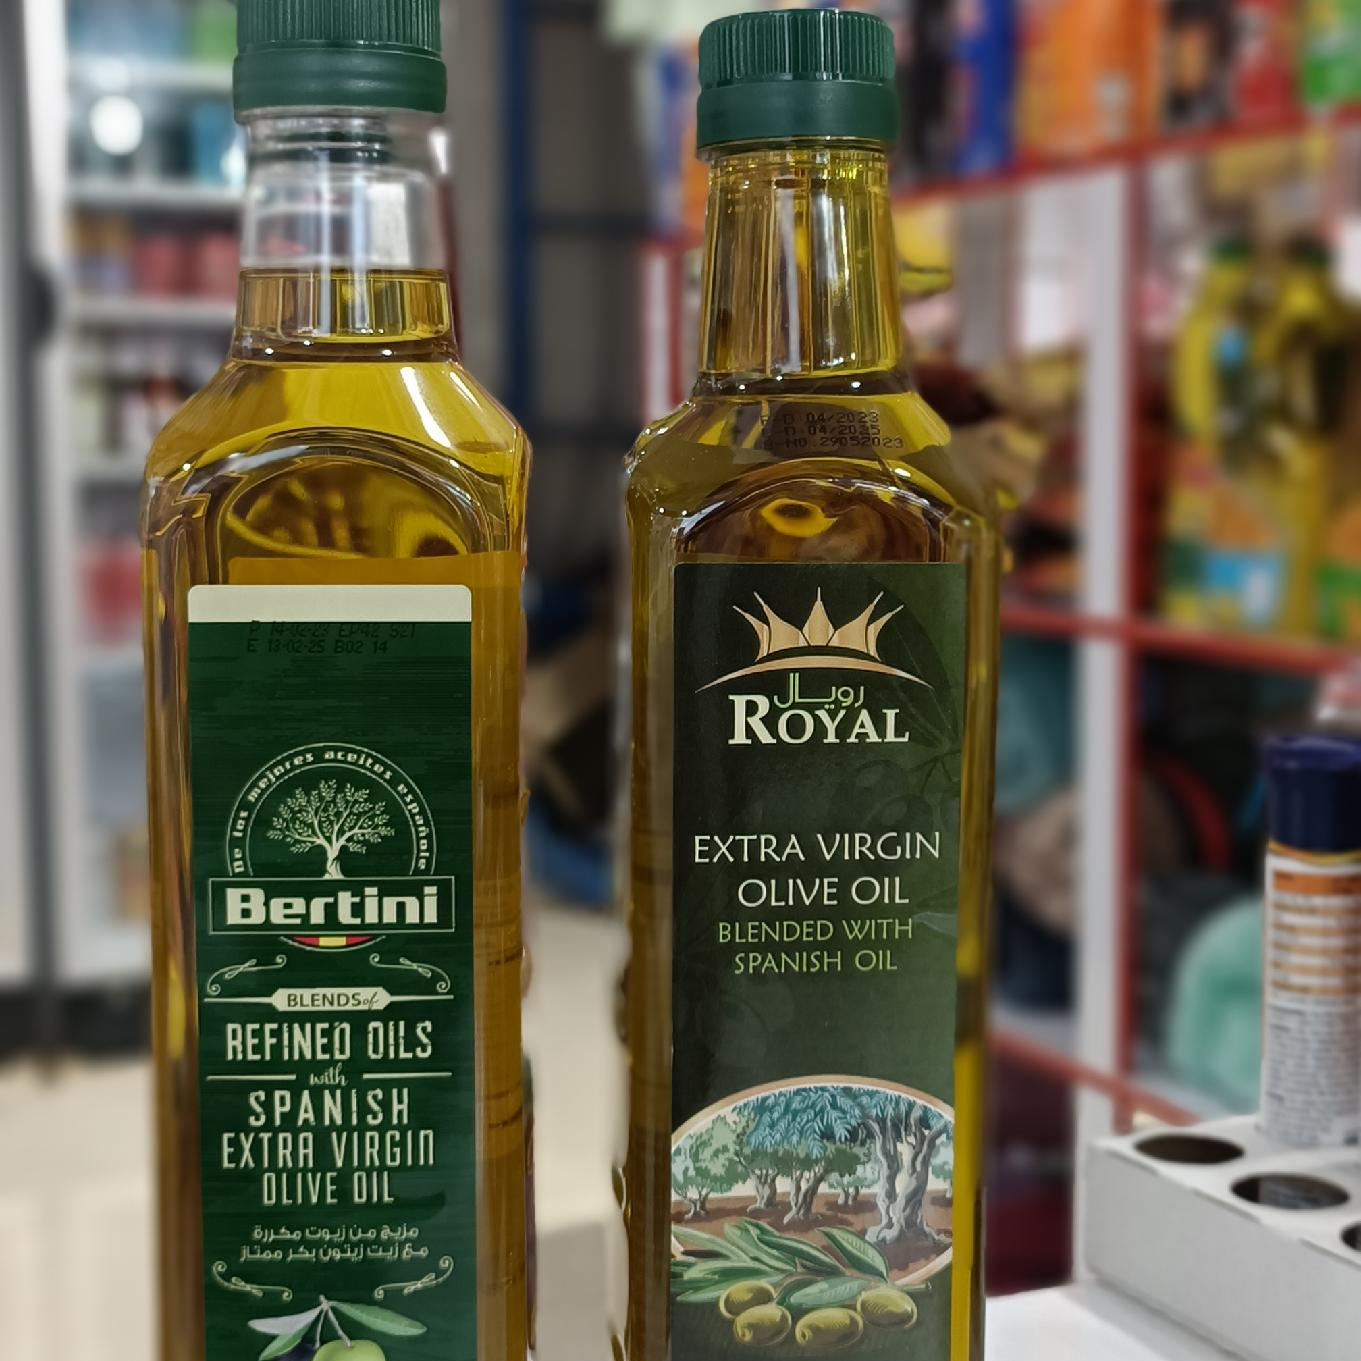 P 14-02-23 EP42 521
E 13-02-25 B02 14
De los mejores aceites españole
Bertini
BLENDS of
REFINED OILS
with
SPANISH
EXTRA VIRGIN
OLIVE OIL
مزيج من زيوت مكررة
مع زيت زيتون بكر ممتاز
04/2023
04/2025
29052023
رويال
ROYAL
EXTRA VIRGIN
OLIVE OIL
BLENDED WITH
SPANISH OIL